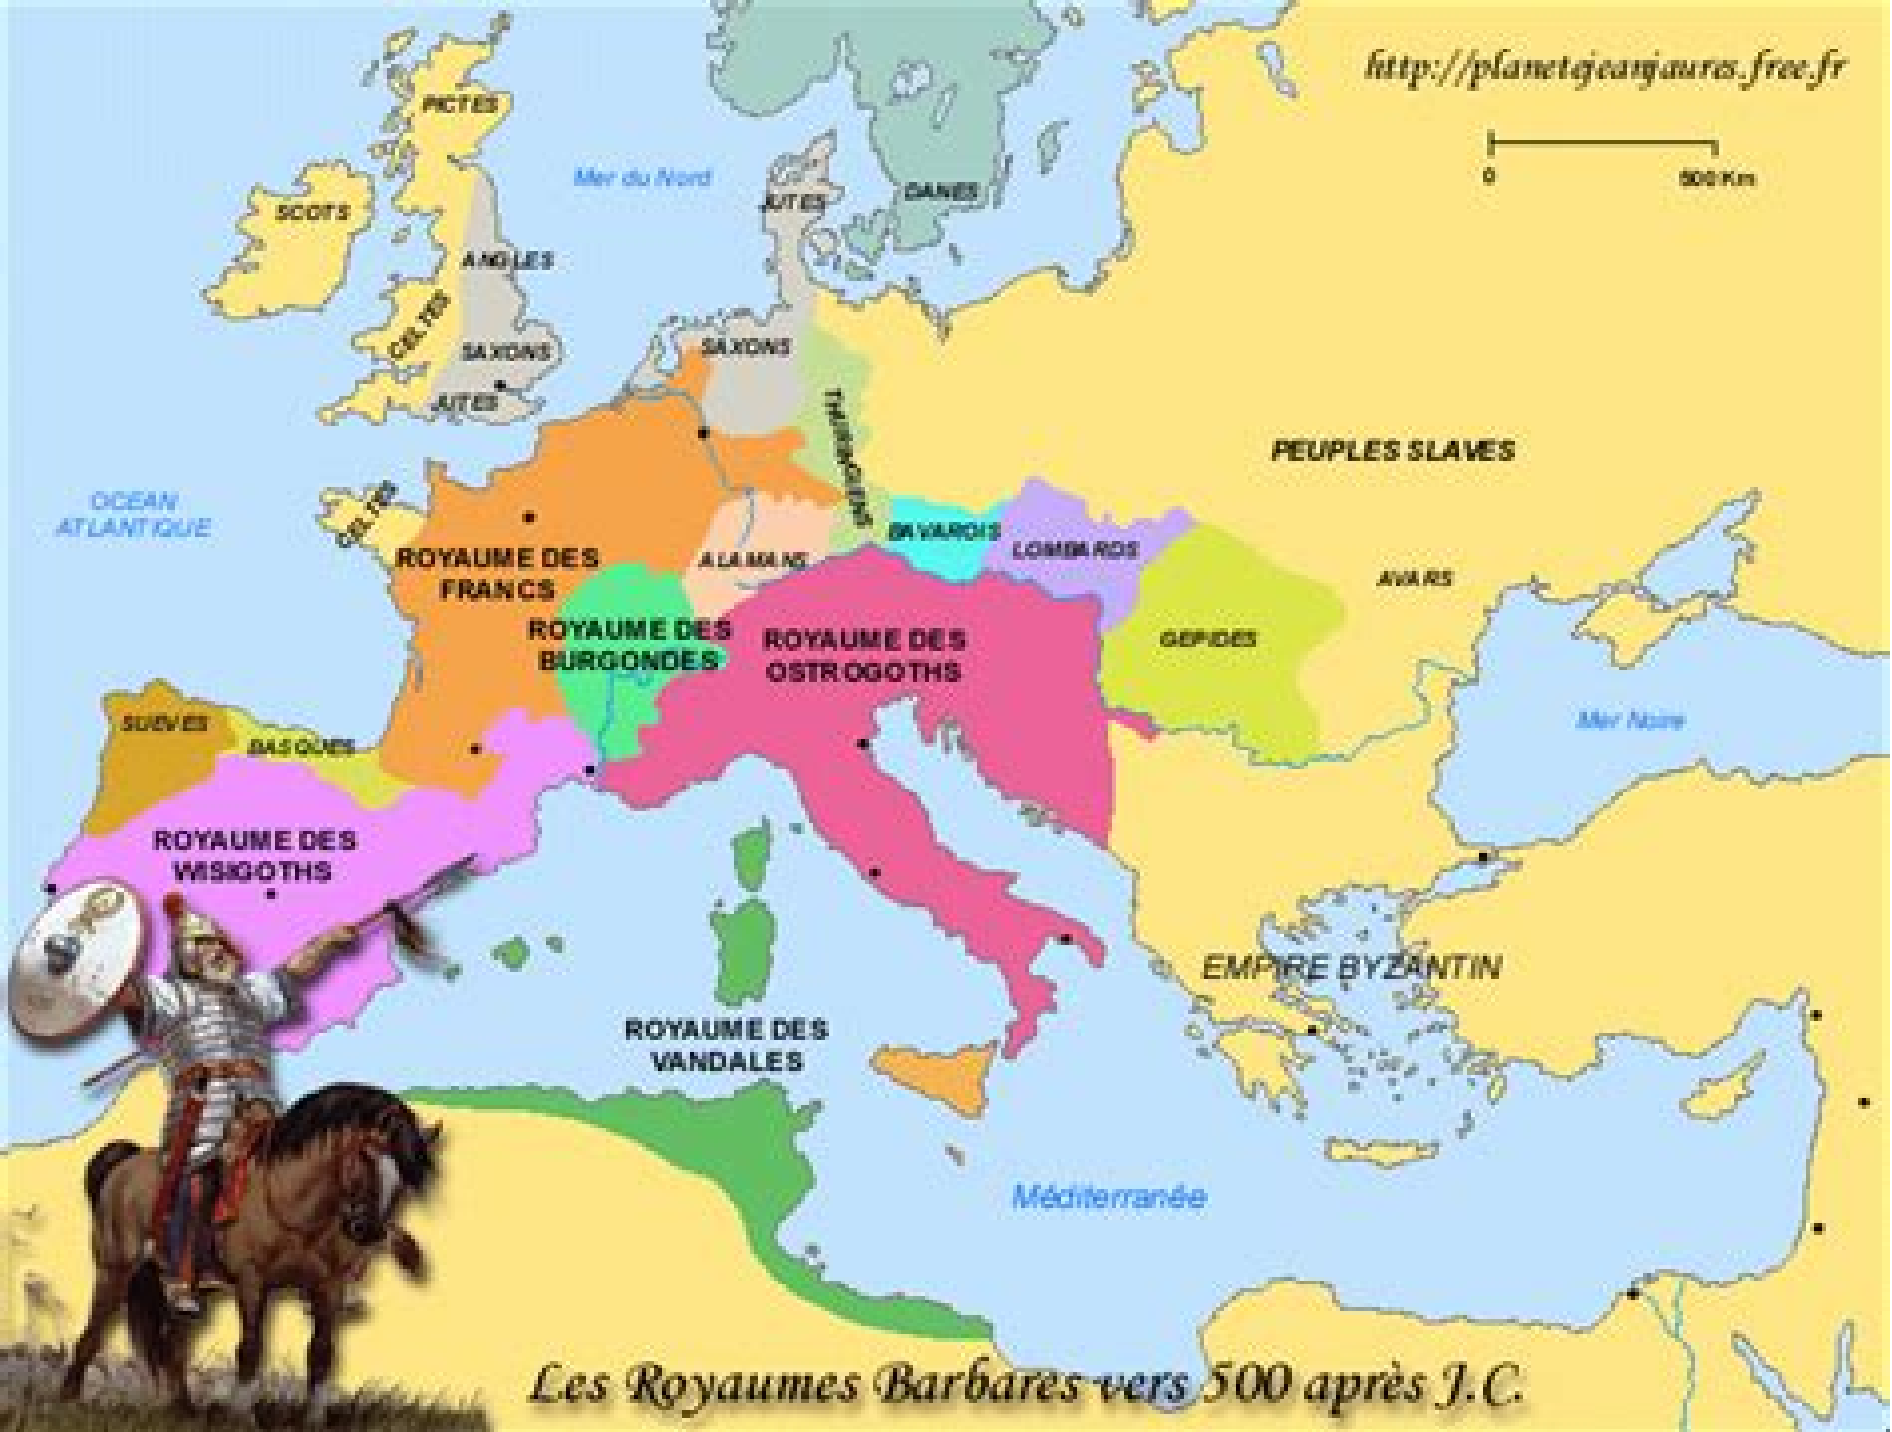 http://planetejeanjaures.free.fr
0 500 Km
PICTES
Mer du Nord
SCOTS
JUTES
DANES
ANGLES
CELTES
SAXONS
SAXONS
JUTES
THURINGIENS
PEUPLES SLAVES
OCEAN
ATLANTIQUE
CELTES
BAVAROIS
LOMBARDS
ALAMANS
ROYAUME DES
FRANCS
AVARS
ROYAUME DES
BURGONDES
ROYAUME DES
OSTROGOTHS
GEPIDES
SUEVES
BASQUES
Mer Noire
ROYAUME DES
WISIGOTHS
EMPIRE BYZANTIN
ROYAUME DES
VANDALES
Méditerranée
Les Royaumes Barbares vers 500 après J.C.